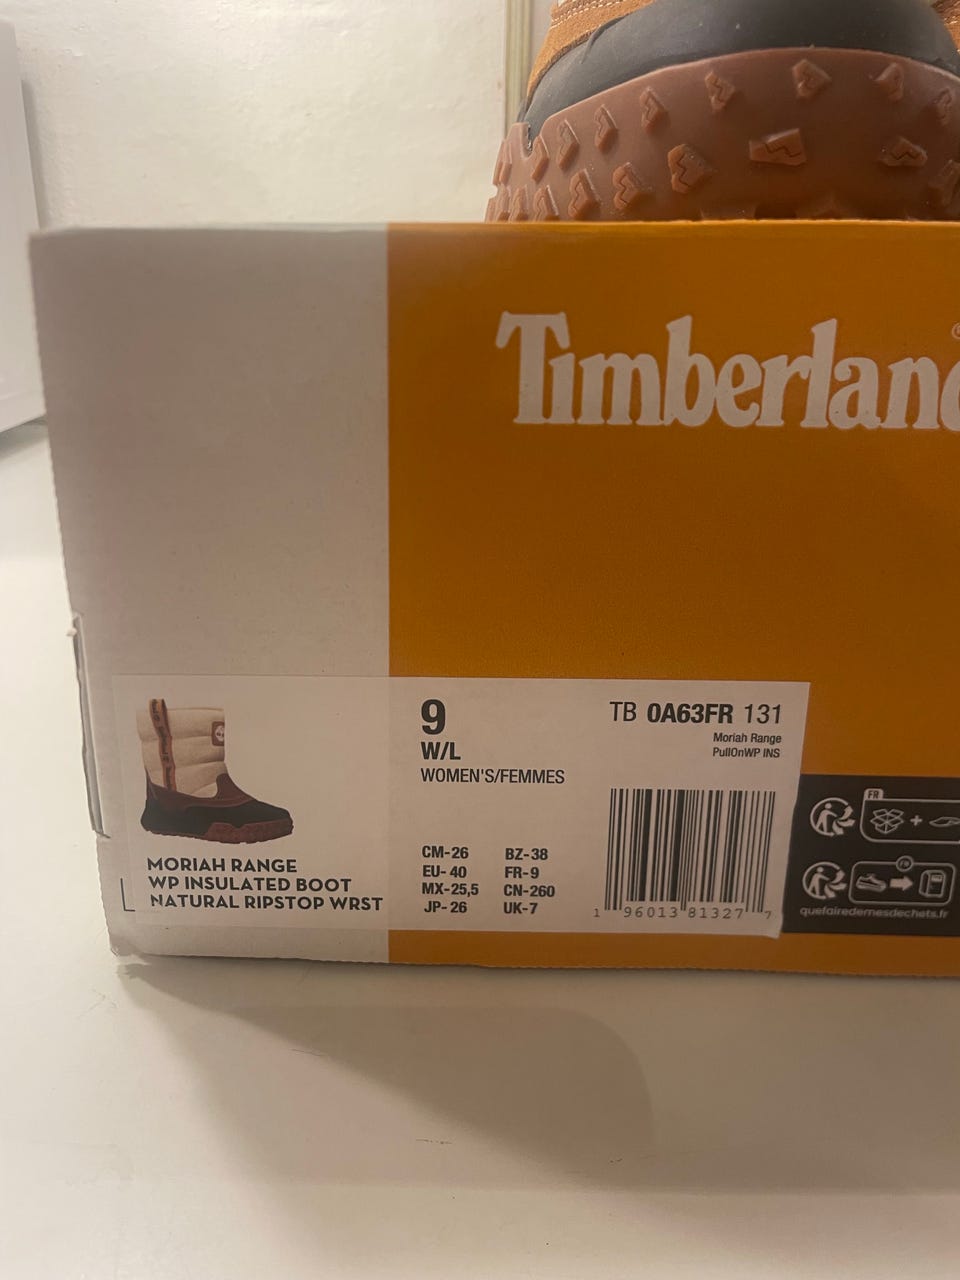 Timberland
9
W/L
WOMEN'S/FEMMES
TB 0A63FR 131
Moriah Range
PullOnWP INS
CM-26 BZ-38
EU- 40 FR-9
MX-25,5 CN-260
JP- 26 UK-7
1 96013 81327 7
MORIAH RANGE
WP INSULATED BOOT
NATURAL RIPSTOP WRST
FR
+
FR
quefairedemesdechets.fr